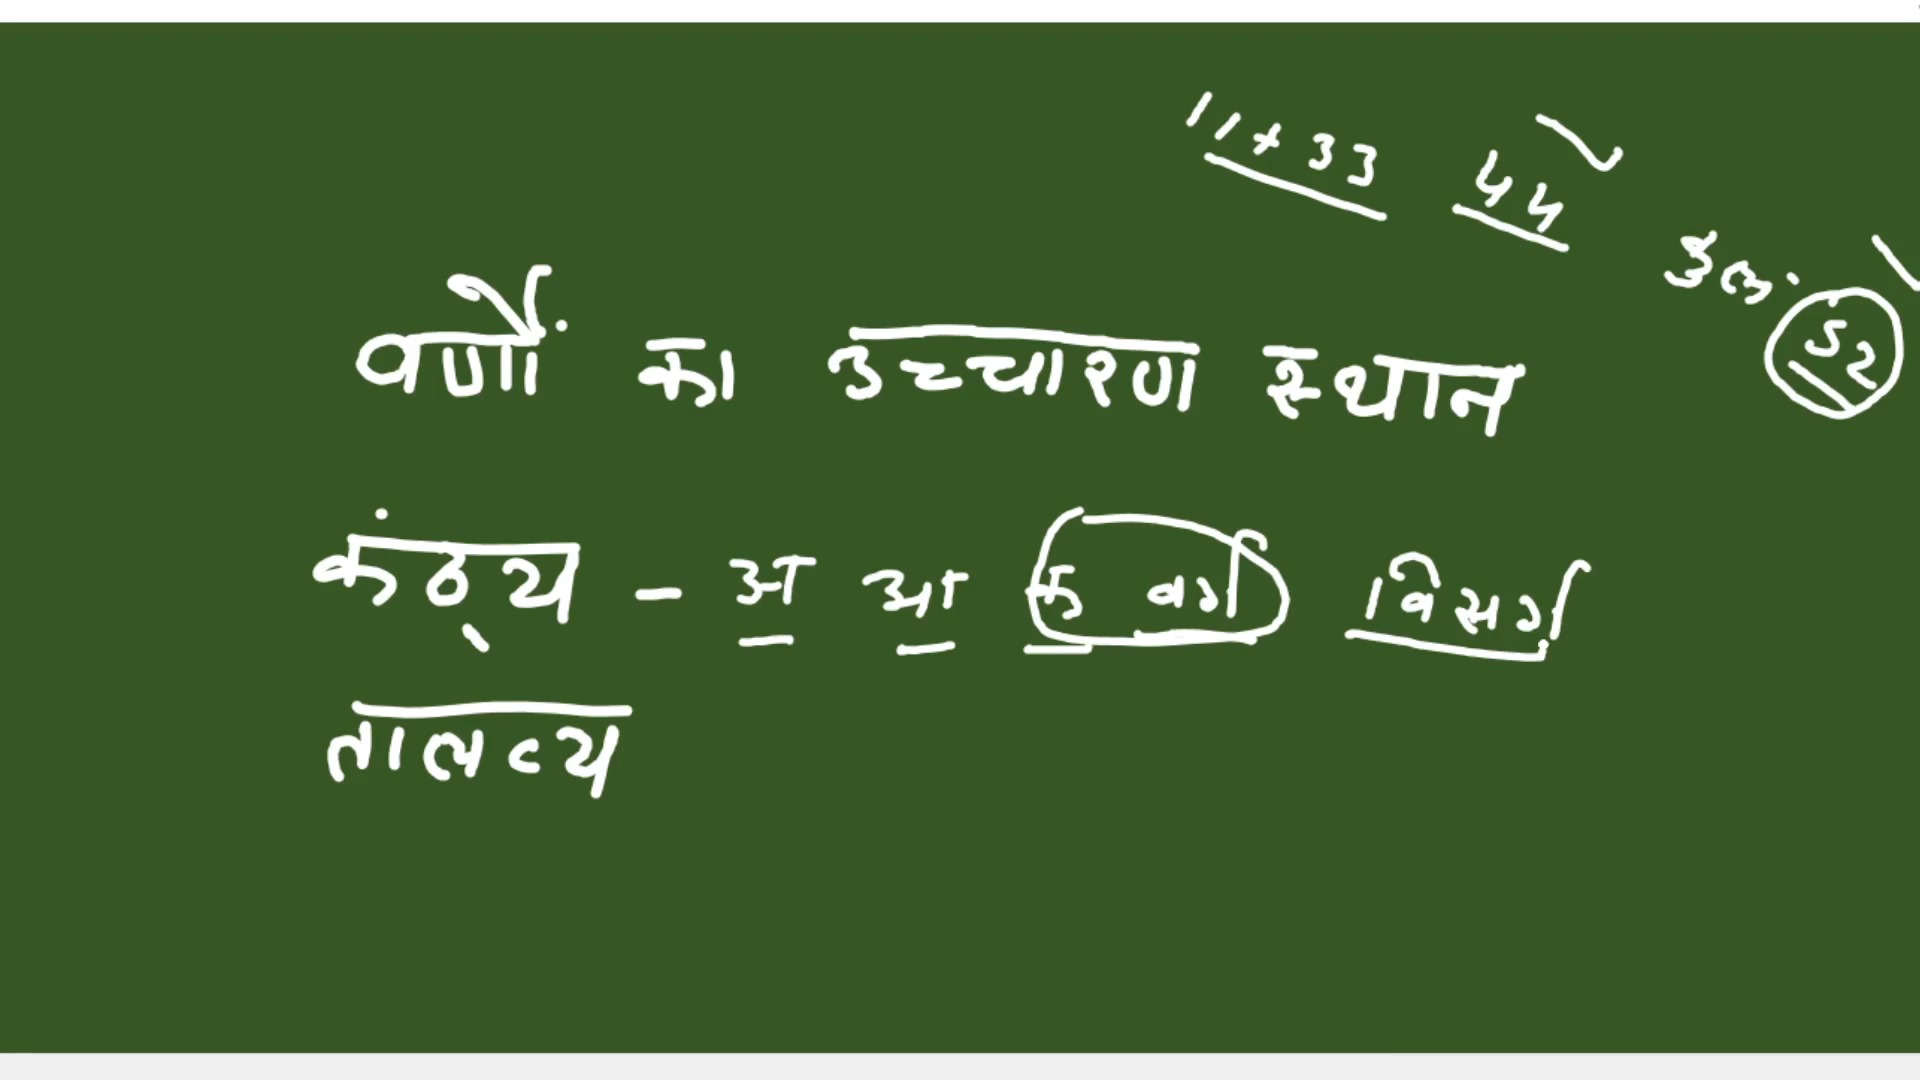 11+33 44
कुल. 52
वर्णों का उच्चारण स्थान
कंठ्य - अ आ क वर्ग विसर्ग
तालव्य